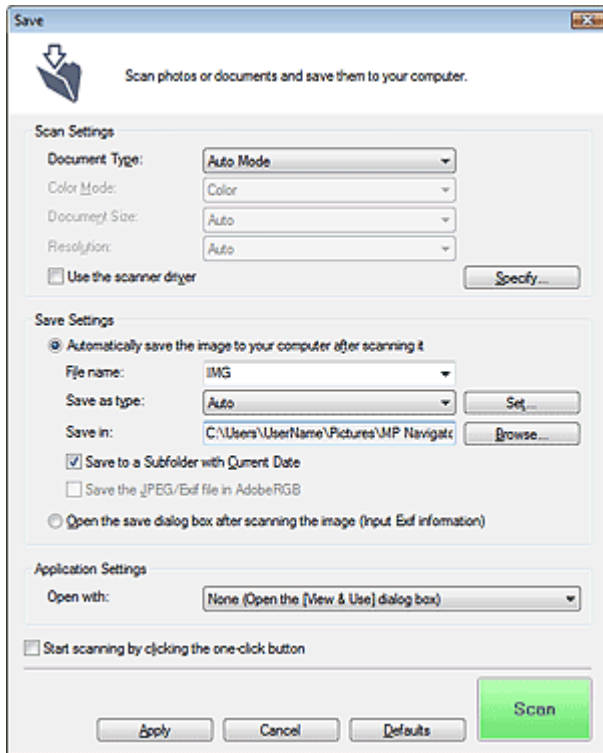 Save
Scan photos or documents and save them to your computer.
Scan Settings
Document Type: Auto Mode
Color Mode: Color
Document Size: Auto
Resolution: Auto
Use the scanner driver Specify...
Save Settings
Automatically save the image to your computer after scanning it
File name: IMG
Save as type: Auto Set...
Save in: C:\Users\UserName\Pictures\MP Navigato Browse...
Save to a Subfolder with Current Date
Save the JPEG/Exif file in AdobeRGB
Open the save dialog box after scanning the image (Input Exif information)
Application Settings
Open with: None (Open the [View & Use] dialog box)
Start scanning by clicking the one-click button
Scan
Apply Cancel Defaults